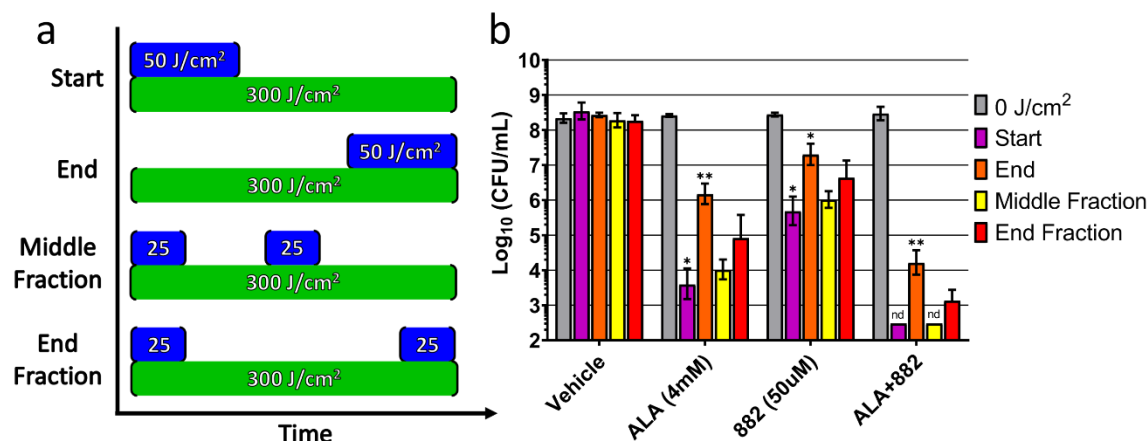 a
Start
50 J/cm²
300 J/cm²
End
50 J/cm²
300 J/cm²
Middle
Fraction
25 25
300 J/cm²
End
Fraction
25 25
300 J/cm²
Time
b
Log₁₀ (CFU/mL)
10
9
8
7
6
5
4
3
2
* **
* *
nd ** nd
Vehicle
ALA (4mM)
882 (50uM)
ALA+882
0 J/cm²
Start
End
Middle Fraction
End Fraction